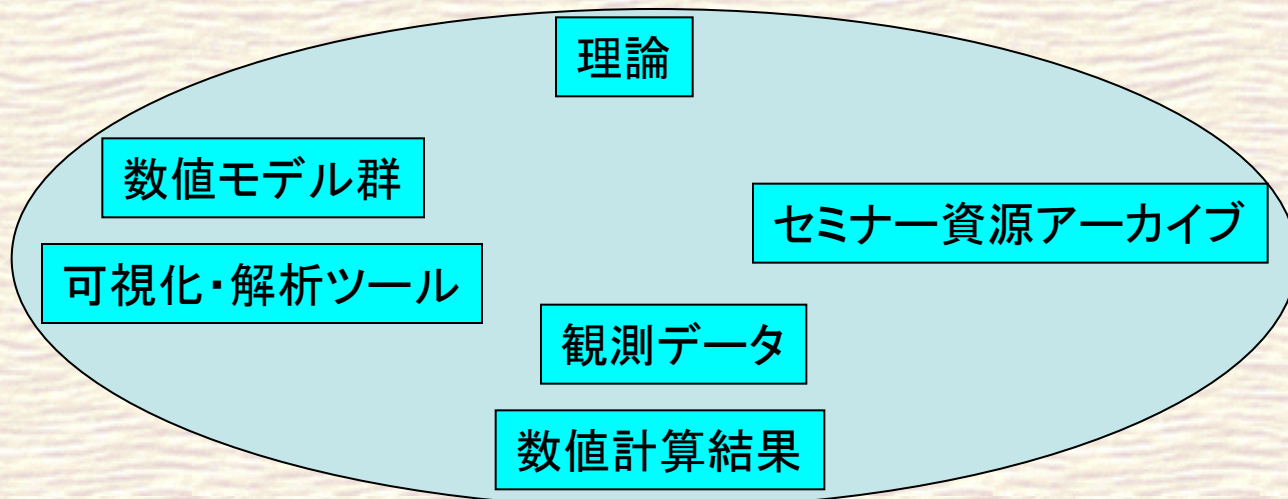 理論
数値モデル群
セミナー資源アーカイブ
可視化・解析ツール
観測データ
数値計算結果